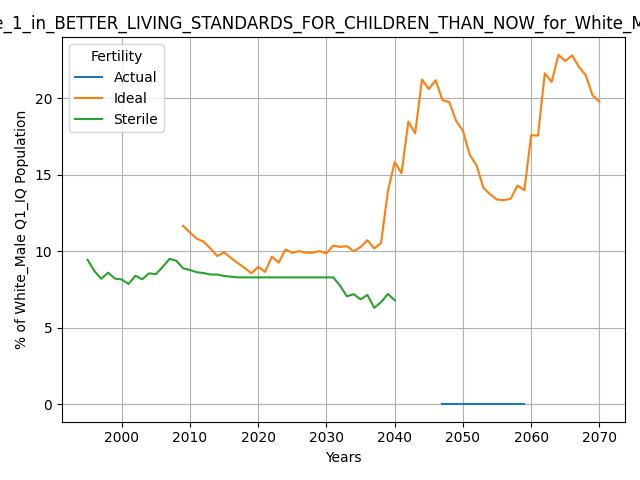 e_1_in_BETTER_LIVING_STANDARDS_FOR_CHILDREN_THAN_NOW_for_White_M
Fertility
Actual
Ideal
Sterile
% of White_Male Q1_IQ Population
20
15
10
5
0
2000 2010 2020 2030 2040 2050 2060 2070
Years